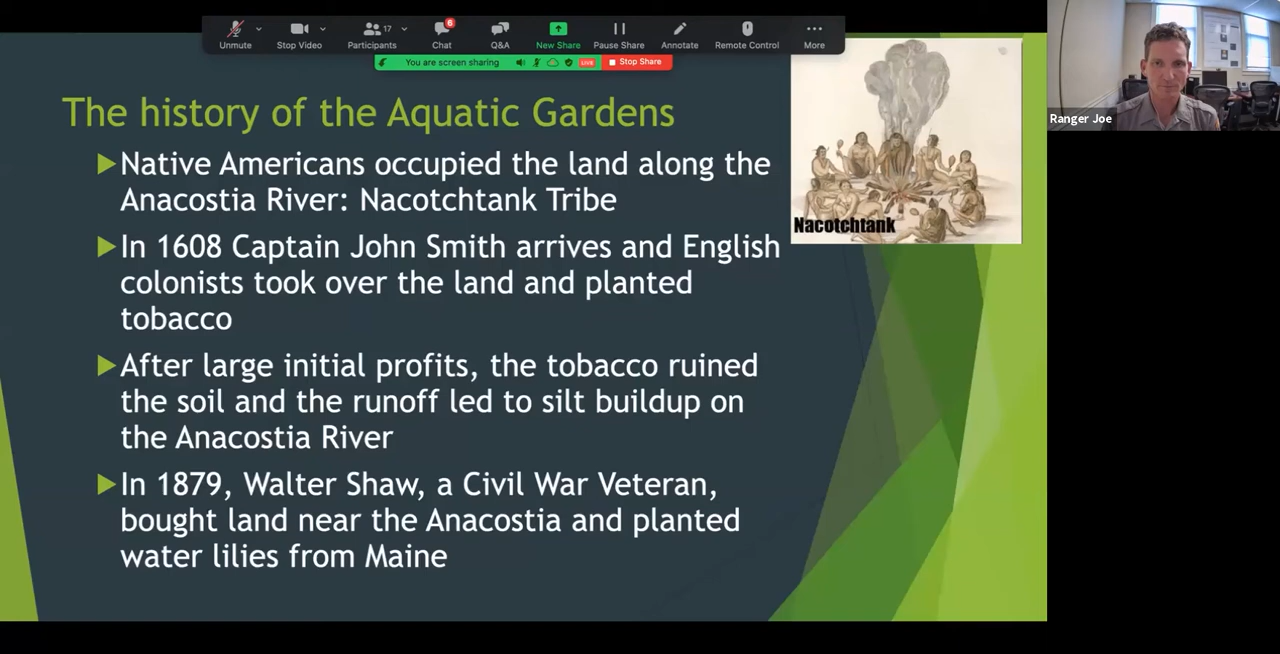 6
17
Unmute
Stop Video
Participants
Chat
Q&A
New Share
Pause Share
Annotate
Remote Control
More
You are screen sharing
LIVE
Stop Share
Ranger Joe
The history of the Aquatic Gardens
Native Americans occupied the land along the
Anacostia River: Nacotchtank Tribe
In 1608 Captain John Smith arrives and English
colonists took over the land and planted
tobacco
After large initial profits, the tobacco ruined
the soil and the runoff led to silt buildup on
the Anacostia River
In 1879, Walter Shaw, a Civil War Veteran,
bought land near the Anacostia and planted
water lilies from Maine
Nacotchtank